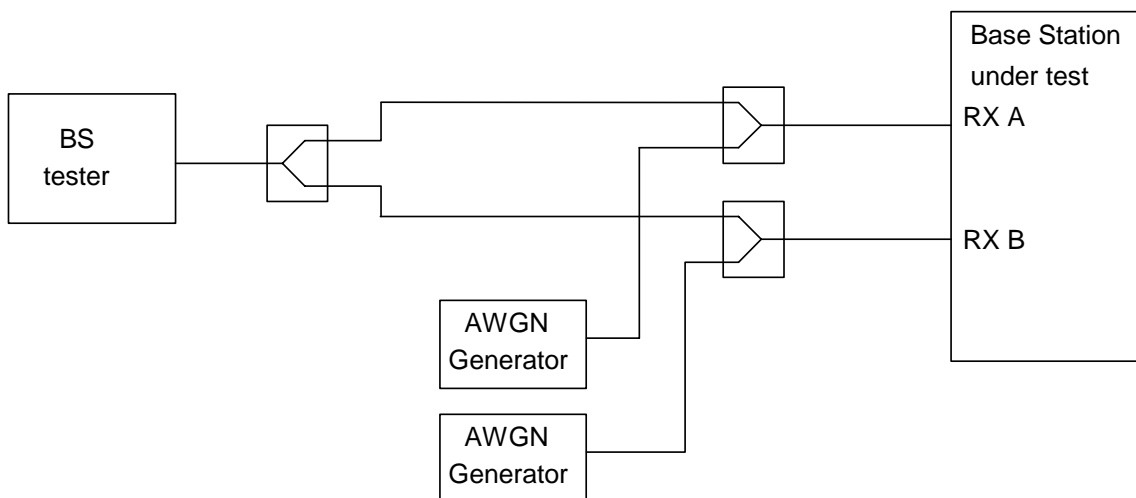 BS
tester
Base Station
under test
RX A
RX B
AWGN
Generator
AWGN
Generator